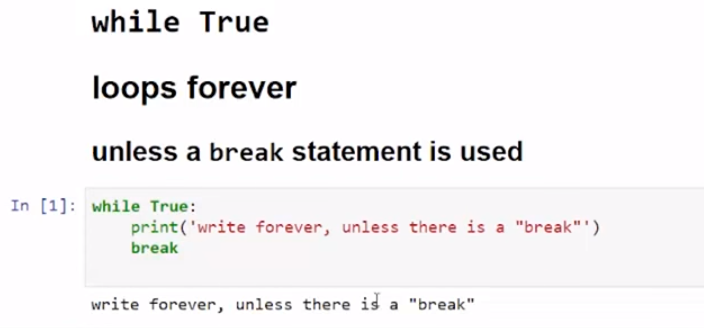 while True
loops forever
unless a break statement is used
In [1]: while True:
print('write forever, unless there is a "break"')
break
write forever, unless there is a "break"